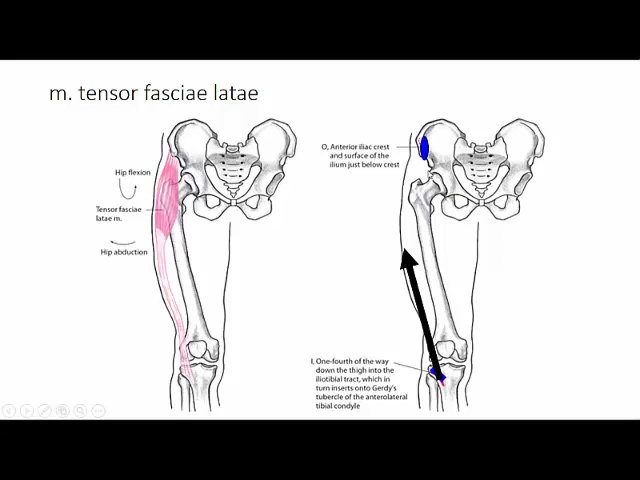 m. tensor fasciae latae
Hip flexion
Tensor fasciae
latae m.
Hip abduction
O, Anterior iliac crest
and surface of the
ilium just below crest
I, One-fourth of the way
down the thigh into the
iliotibial tract, which in
turn inserts onto Gerdy's
tubercle of the anterolateral
tibial condyle